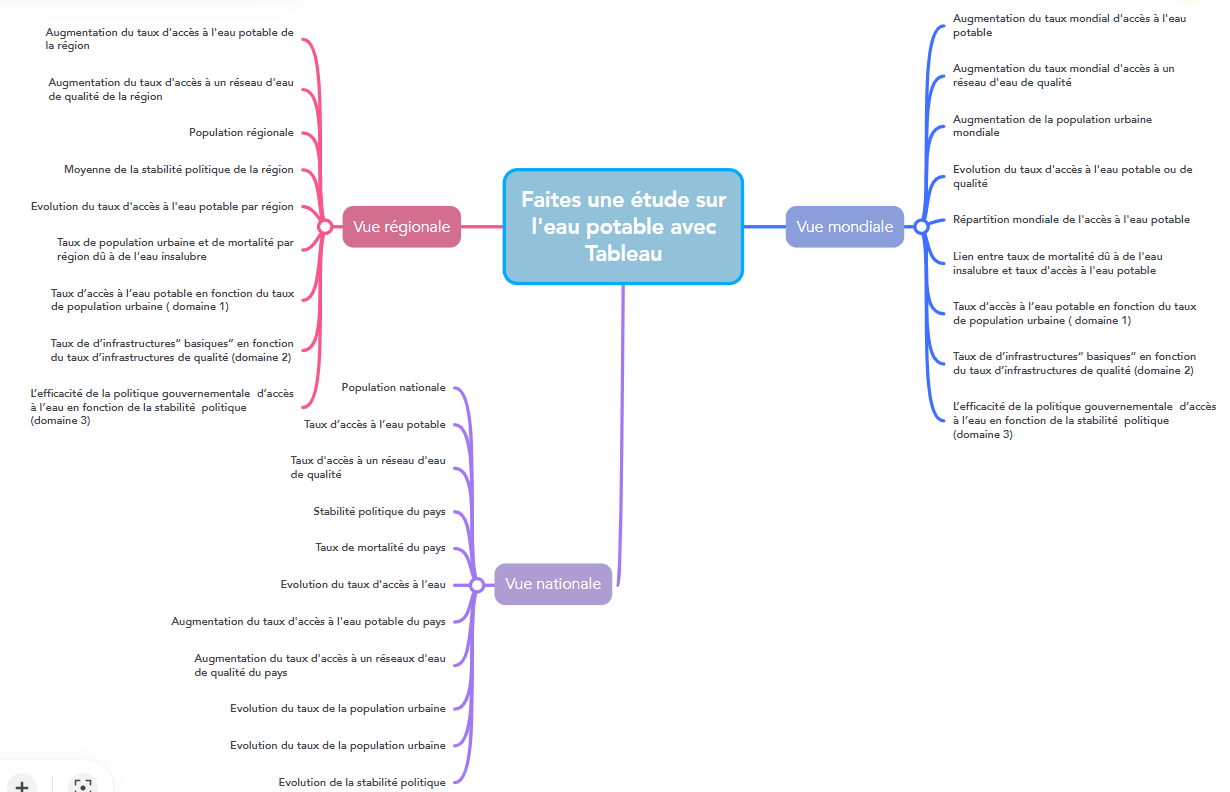 Faites une étude sur
l'eau potable avec
Tableau
Vue régionale
Augmentation du taux d'accès à l'eau potable de
la région
Augmentation du taux d'accès à un réseau d'eau
de qualité de la région
Population régionale
Moyenne de la stabilité politique de la région
Evolution du taux d'accès à l'eau potable par région
Taux de population urbaine et de mortalité par
région dû à de l'eau insalubre
Taux d’accès à l’eau potable en fonction du taux
de population urbaine ( domaine 1)
Taux de d’infrastructures“ basiques” en fonction
du taux d’infrastructures de qualité (domaine 2)
L’efficacité de la politique gouvernementale  d’accès
à l’eau en fonction de la stabilité  politique
(domaine 3)
Vue mondiale
Augmentation du taux mondial d'accès à l'eau
potable
Augmentation du taux mondial d'accès à un
réseau d'eau de qualité
Augmentation de la population urbaine
mondiale
Evolution du taux d'accès à l'eau potable ou de
qualité
Répartition mondiale de l'accès à l'eau potable
Lien entre taux de mortalité dû à de l'eau
insalubre et taux d'accès à l'eau potable
Taux d’accès à l’eau potable en fonction du taux
de population urbaine ( domaine 1)
Taux de d’infrastructures“ basiques” en fonction
du taux d’infrastructures de qualité (domaine 2)
L’efficacité de la politique gouvernementale  d’accès
à l’eau en fonction de la stabilité  politique
(domaine 3)
Vue nationale
Population nationale
Taux d’accès à l’eau potable
Taux d'accès à un réseau d'eau
de qualité
Stabilité politique du pays
Taux de mortalité du pays
Evolution du taux d'accès à l'eau
Augmentation du taux d'accès à l'eau potable du pays
Augmentation du taux d'accès à un réseaux d'eau
de qualité du pays
Evolution du taux de la population urbaine
Evolution du taux de la population urbaine
Evolution de la stabilité politique